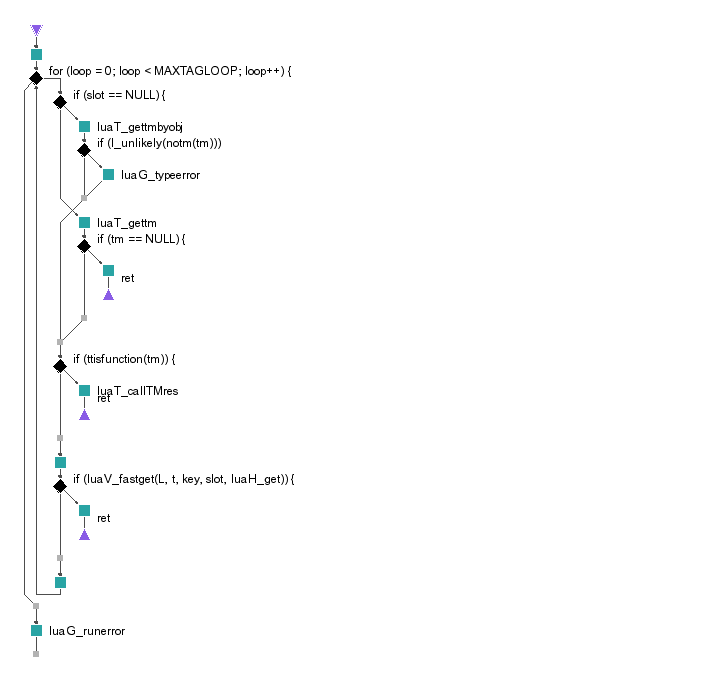 for (loop = 0; loop < MAXTAGLOOP; loop++) {
if (slot == NULL) {
luaT_gettmbyobj
if (l_unlikely(notm(tm)))
luaG_typeerror
luaT_gettm
if (tm == NULL) {
ret
if (ttisfunction(tm)) {
luaT_callTMres
ret
if (luaV_fastget(L, t, key, slot, luaH_get)) {
ret
luaG_runerror